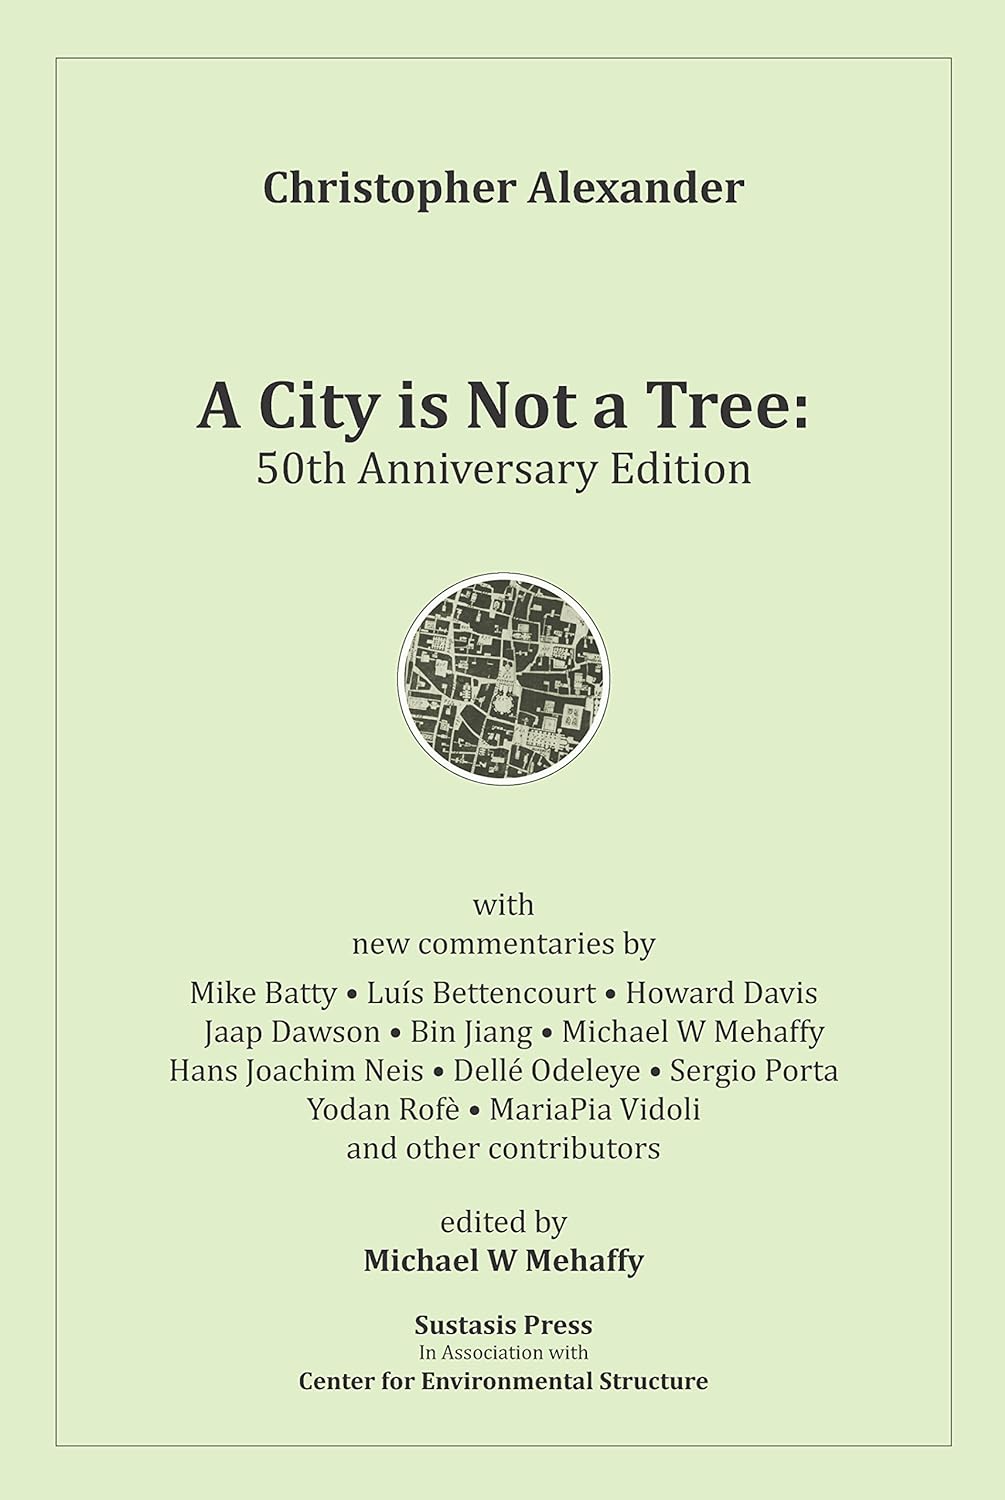 Christopher Alexander
A City is Not a Tree:
50th Anniversary Edition
with
new commentaries by
Mike Batty • Luís Bettencourt • Howard Davis
Jaap Dawson • Bin Jiang • Michael W Mehaffy
Hans Joachim Neis • Dellé Odeleye • Sergio Porta
Yodan Rofè • MariaPia Vidoli
and other contributors
edited by
Michael W Mehaffy
Sustasis Press
In Association with
Center for Environmental Structure